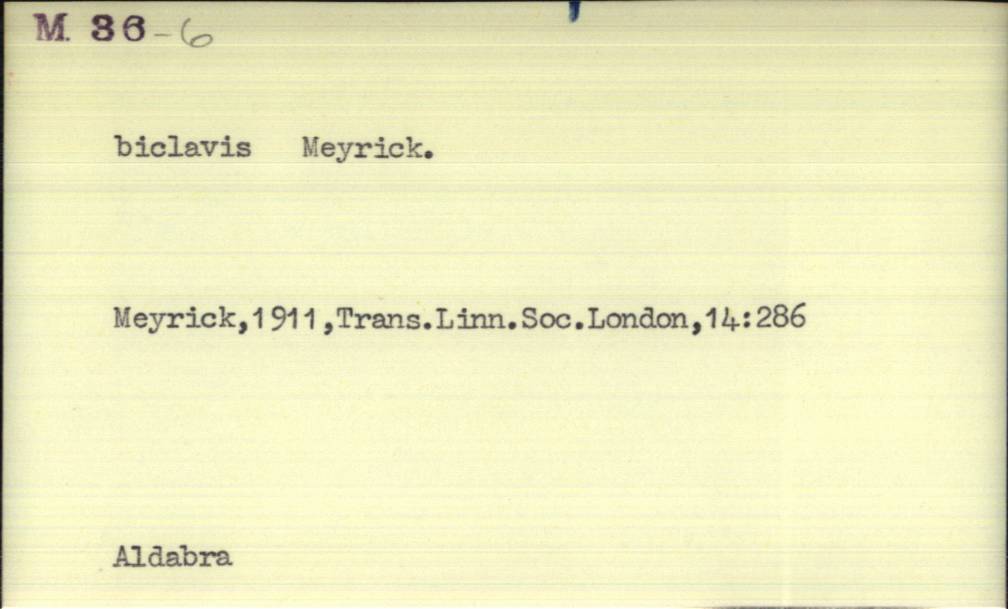 M. 36-6
biclavis Meyrick.
Meyrick,1911,Trans.Linn.Soc.London,14:286
Aldabra